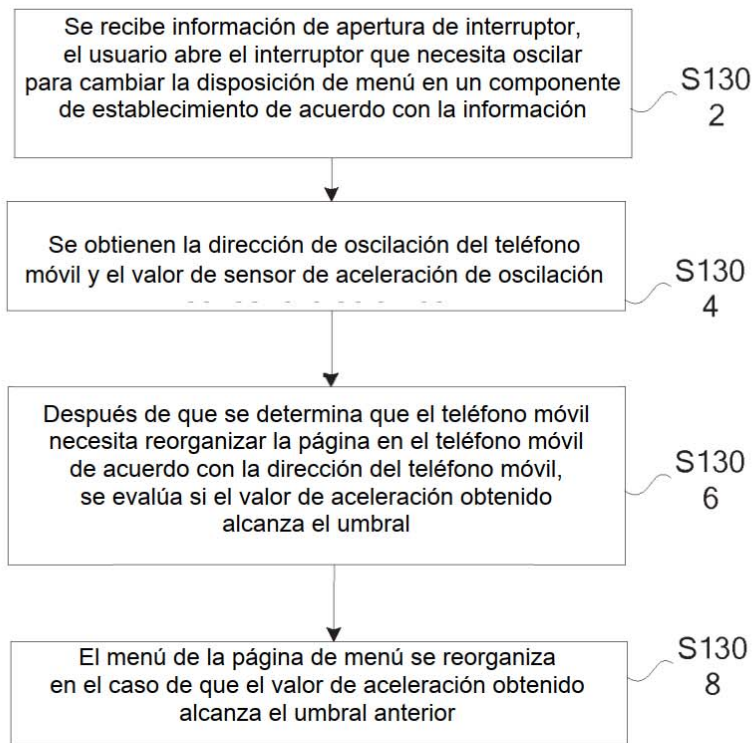 Se recibe información de apertura de interruptor,
el usuario abre el interruptor que necesita oscilar
para cambiar la disposición de menú en un componente
de establecimiento de acuerdo con la información
S130
2
Se obtienen la dirección de oscilación del teléfono
móvil y el valor de sensor de aceleración de oscilación
S130
4
Después de que se determina que el teléfono móvil
necesita reorganizar la página en el teléfono móvil
de acuerdo con la dirección del teléfono móvil,
se evalúa si el valor de aceleración obtenido
alcanza el umbral
S130
6
El menú de la página de menú se reorganiza
en el caso de que el valor de aceleración obtenido
alcanza el umbral anterior
S130
8